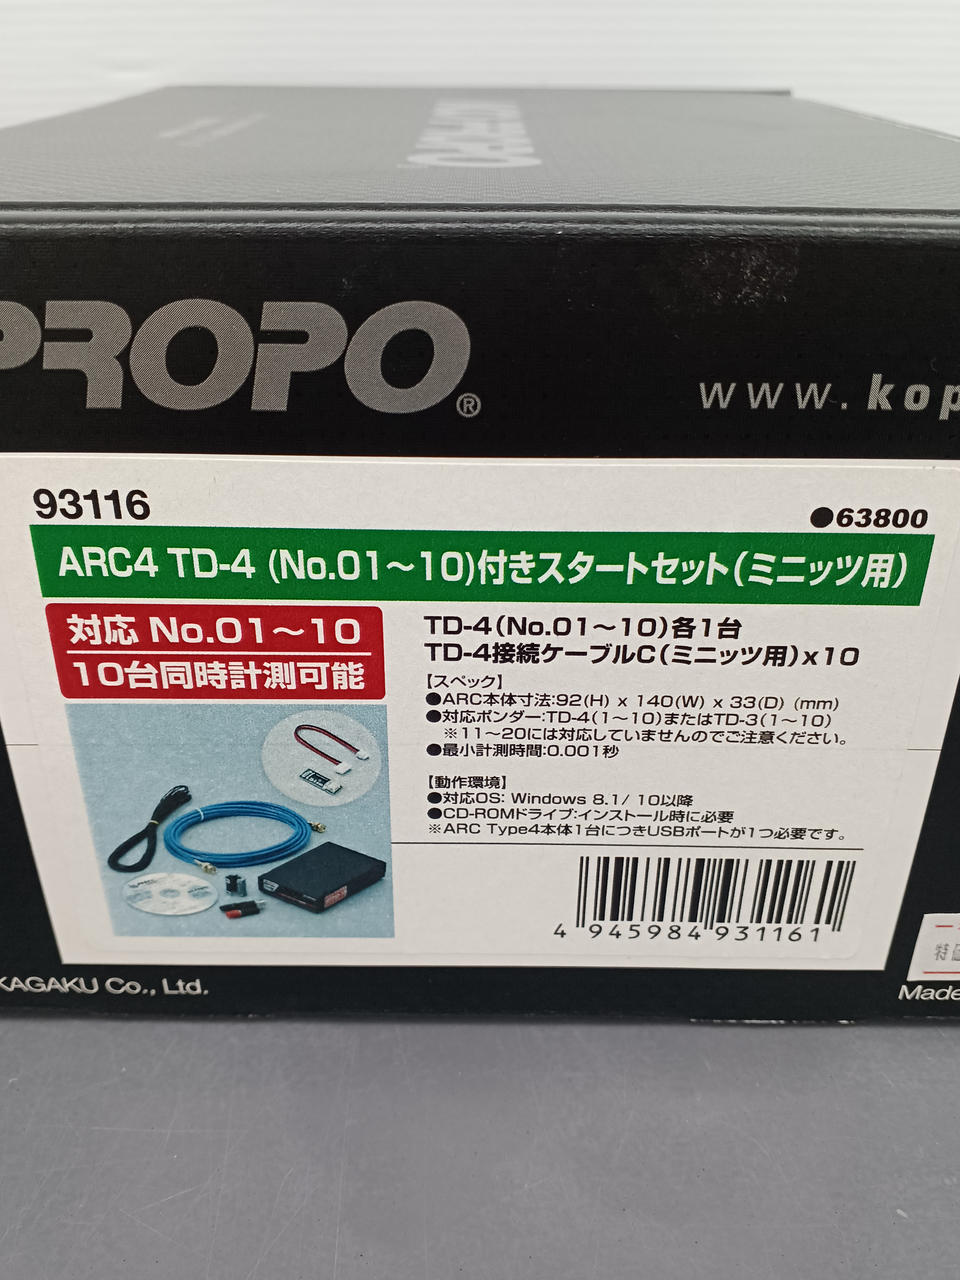 PROPO®
www.kop
93116
●63800
ARC4 TD-4 (No.01～10)付きスタートセット(ミニッツ用)
対応 No.01～10
10台同時計測可能
TD-4(No.01～10)各1台
TD-4接続ケーブルC(ミニッツ用)x10
【スペック】
●ARC本体寸法:92(H) x 140(W) x 33(D) (mm)
●対応ポンダー:TD-4(1～10)またはTD-3(1～10)
※11～20には対応していませんのでご注意ください。
●最小計測時間:0.001秒
【動作環境】
●対応OS: Windows 8.1/ 10以降
●CD-ROMドライブ:インストール時に必要
※ARC Type4本体1台につきUSBポートが1つ必要です。
4 945984 931161
KAGAKU Co., Ltd.
特価
Made